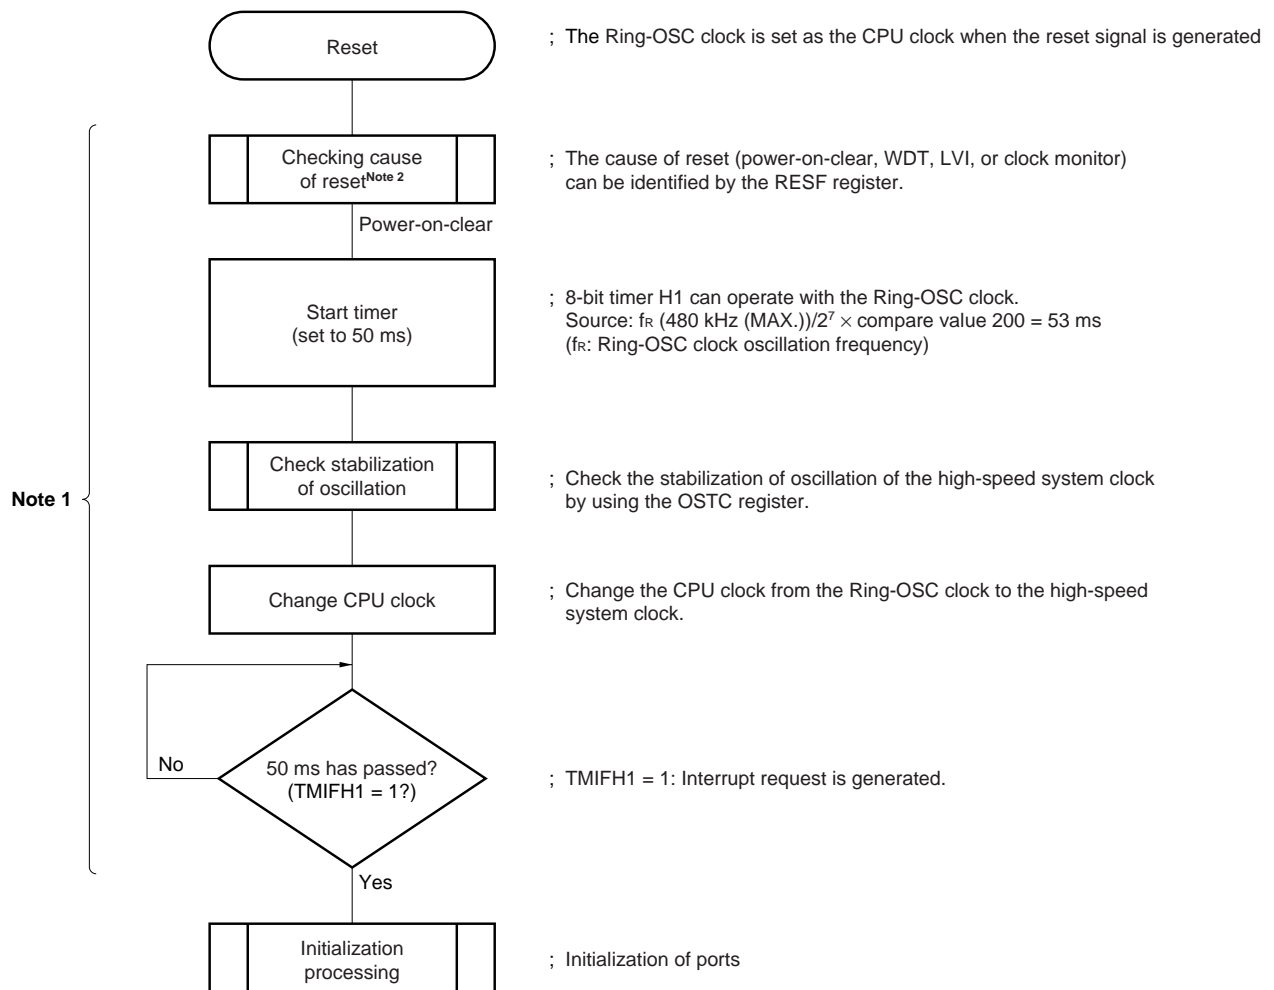 Reset
; The Ring-OSC clock is set as the CPU clock when the reset signal is generated
Checking cause
of reset Note 2
; The cause of reset (power-on-clear, WDT, LVI, or clock monitor)
can be identified by the RESF register.
Power-on-clear
Start timer
(set to 50 ms)
; 8-bit timer H1 can operate with the Ring-OSC clock.
Source: fR (480 kHz (MAX.))/2⁷ × compare value 200 = 53 ms
(fR: Ring-OSC clock oscillation frequency)
Note 1
Check stabilization
of oscillation
; Check the stabilization of oscillation of the high-speed system clock
by using the OSTC register.
Change CPU clock
; Change the CPU clock from the Ring-OSC clock to the high-speed
system clock.
No
50 ms has passed?
(TMIFH1 = 1?)
; TMIFH1 = 1: Interrupt request is generated.
Yes
Initialization
processing
; Initialization of ports